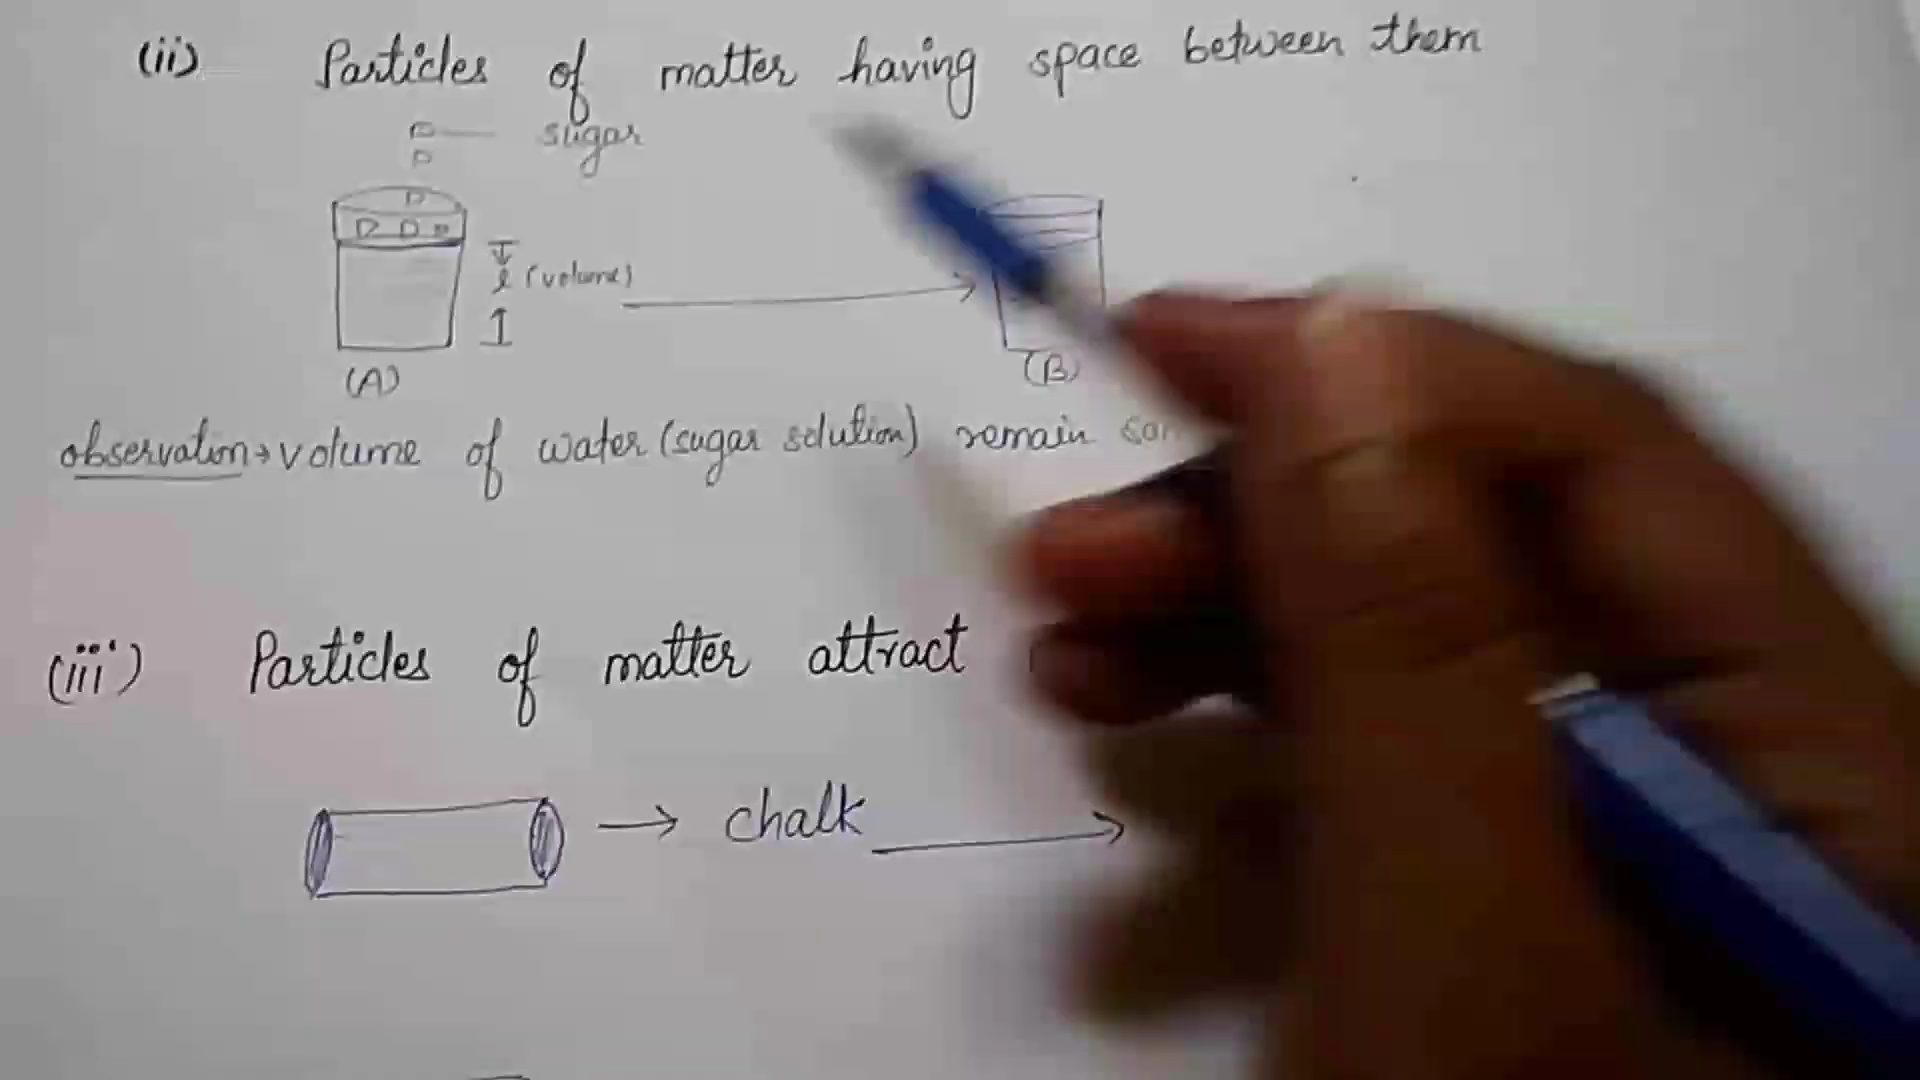 (ii) Particles of matter having space between them
sugar
l (volume)
(A)
(B)
observation → volume of water (sugar solution) remain
(iii) Particles of matter attract
→ chalk